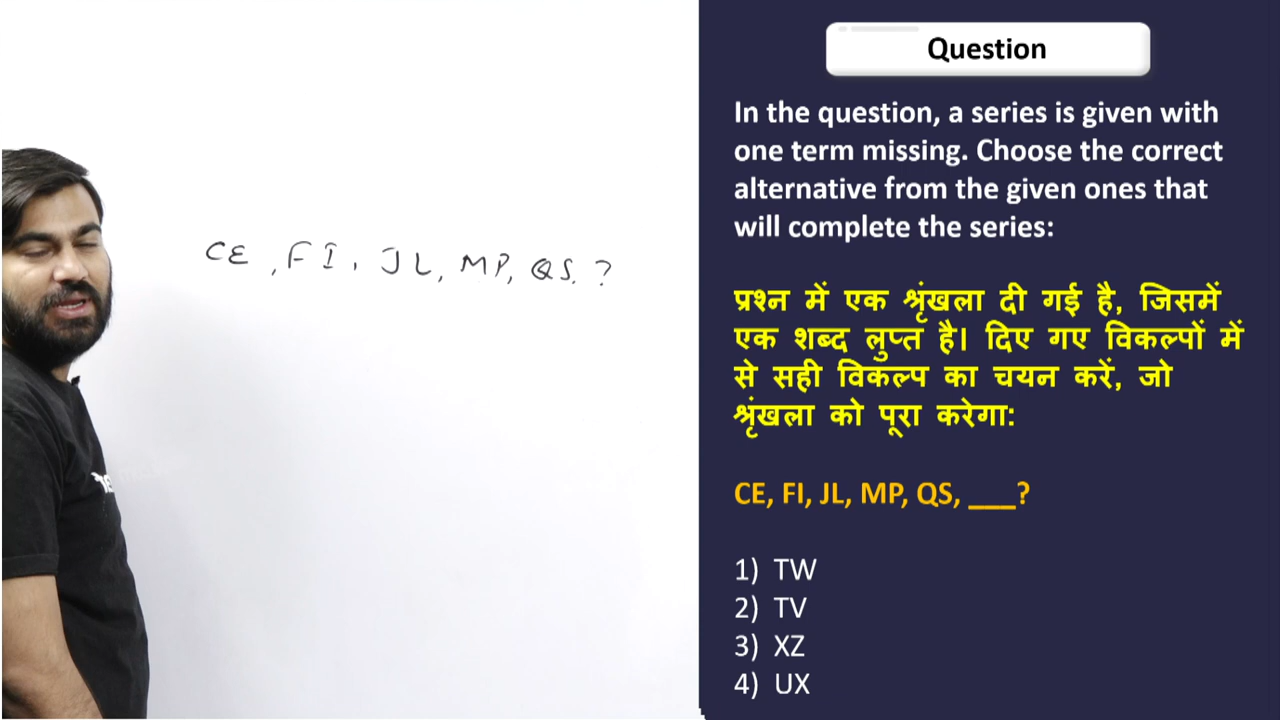 CE, FI, JL, MP, QS, ?
Question
In the question, a series is given with
one term missing. Choose the correct
alternative from the given ones that
will complete the series:
प्रश्न में एक श्रृंखला दी गई है, जिसमें
एक शब्द लुप्त है। दिए गए विकल्पों में
से सही विकल्प का चयन करें, जो
श्रृंखला को पूरा करेगा:
CE, FI, JL, MP, QS, ___?
1) TW
2) TV
3) XZ
4) UX